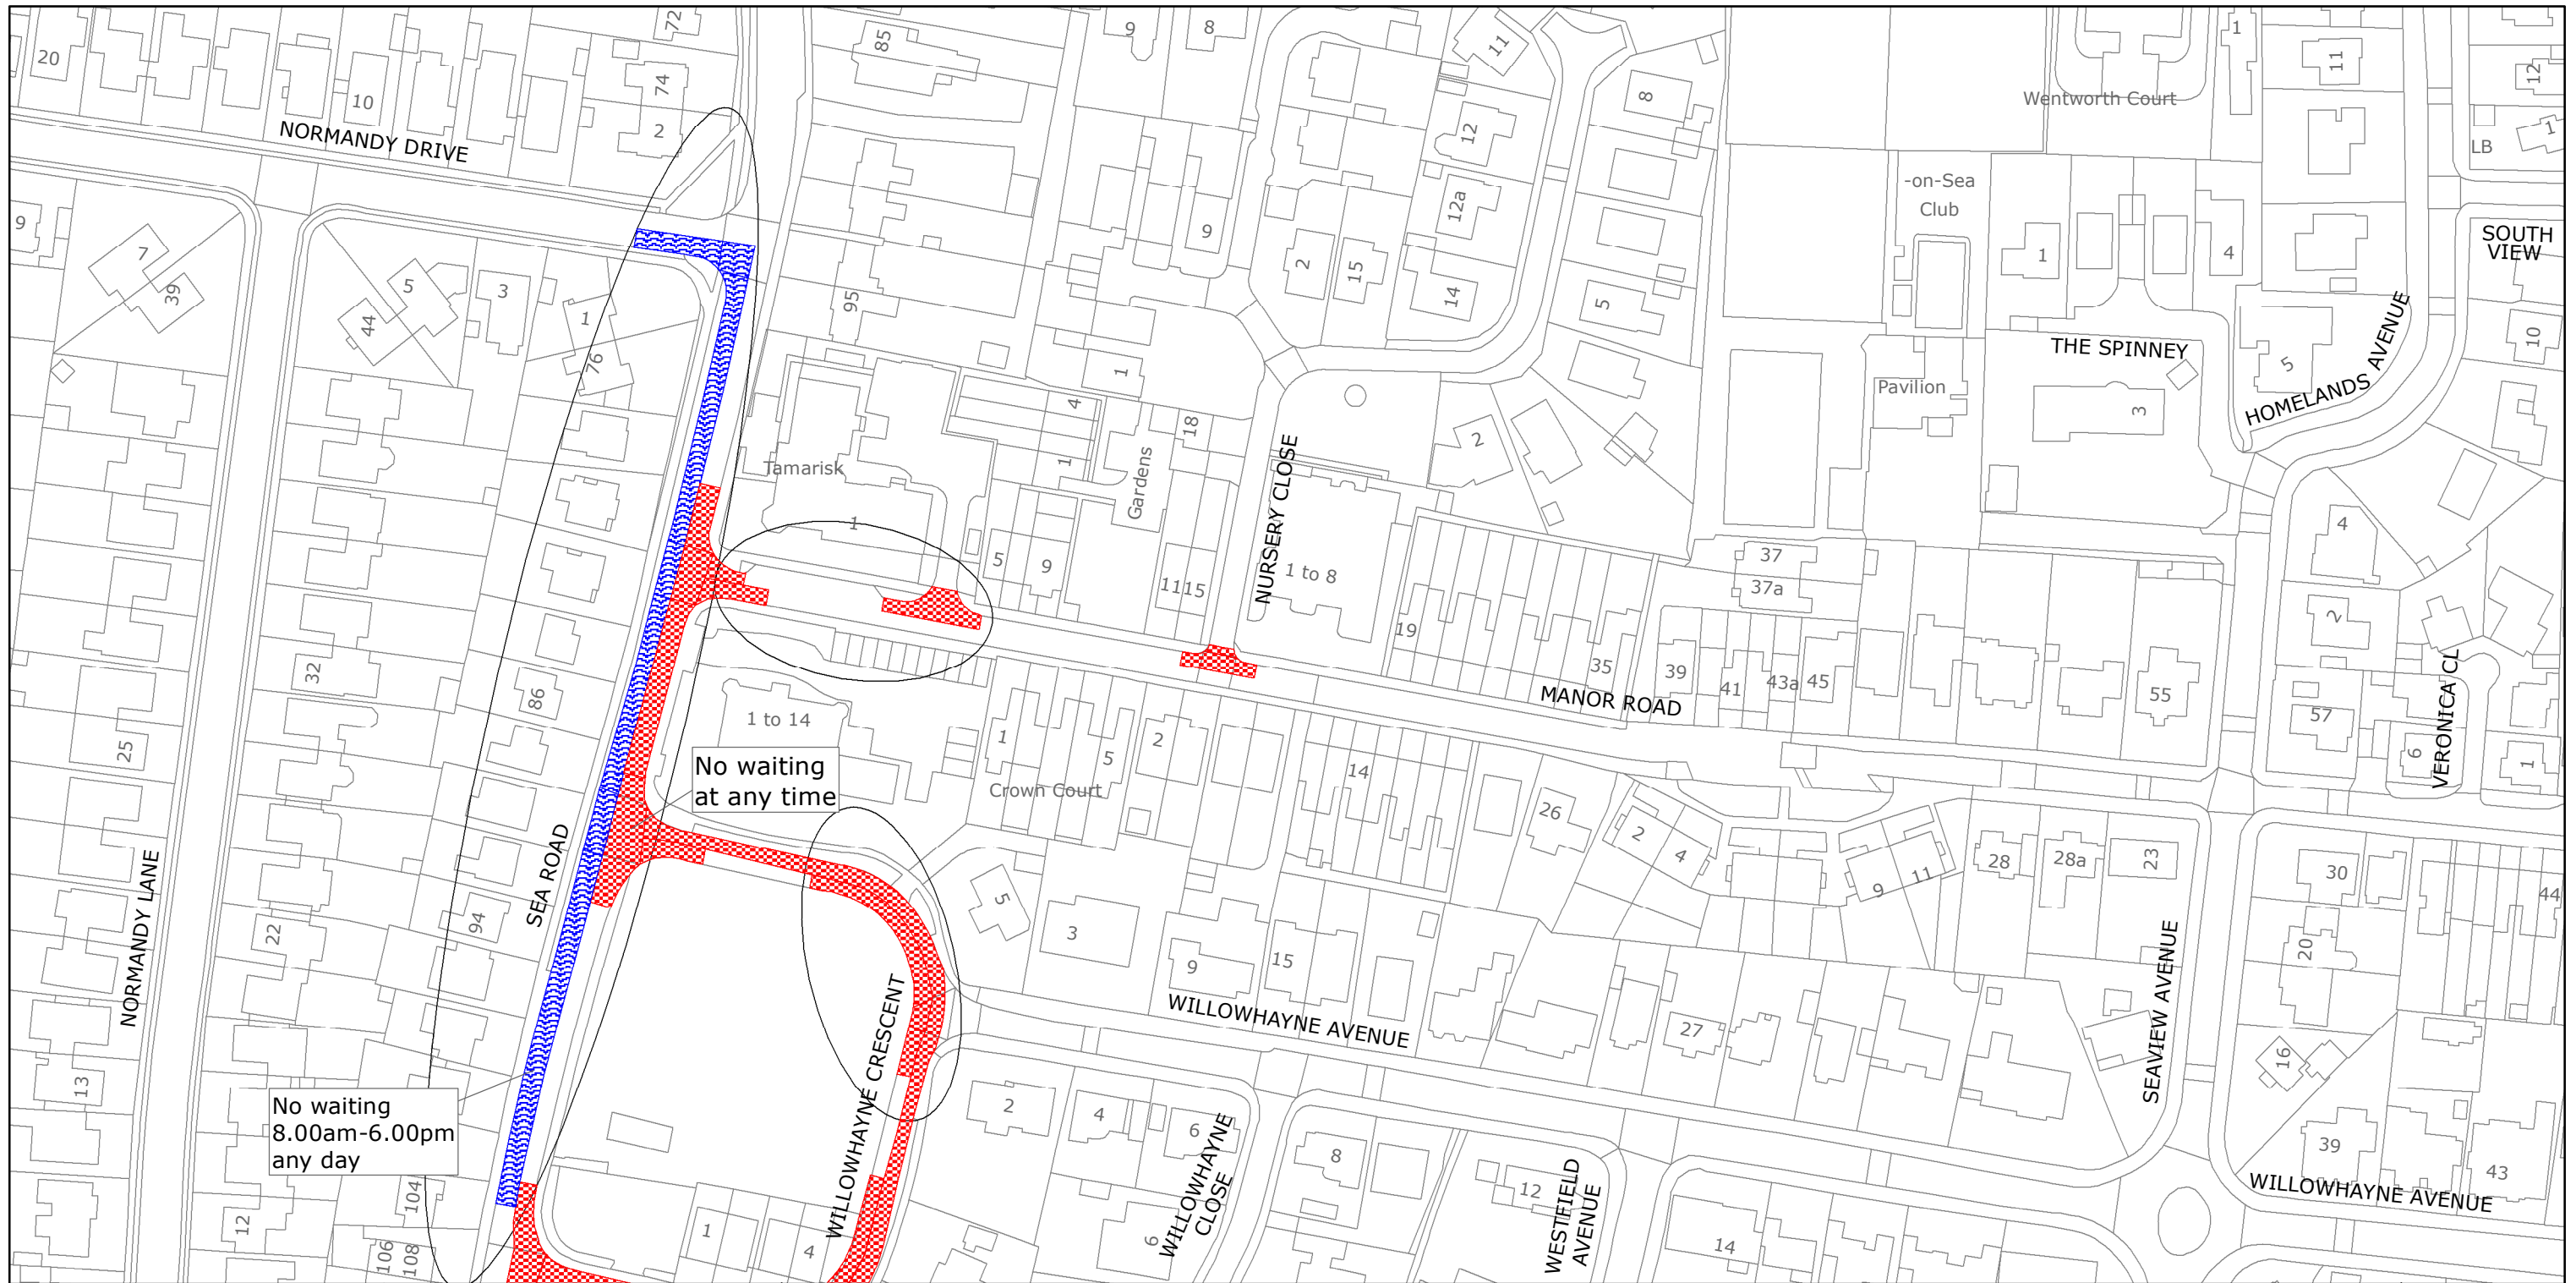 20
10
72
74
2
85
9
8
11
8
Wentworth Court
1
11
12
1
LB
NORMANDY DRIVE
12
12a
-on-Sea
Club
9
7
39
5
44
3
1
76
95
9
2
15
14
5
1
4
SOUTH
VIEW
THE SPINNEY
HOMELANDS AVENUE
10
5
3
Pavilion
1
4
1
18
Gardens
Tamarisk
1
2
NURSERY CLOSE
5
9
11
15
1 to 8
19
35
37
37a
39
41
43a
45
55
4
2
57
6
VERONICA CL
1
MANOR ROAD
32
86
25
1 to 14
1
5
2
14
Crown Court
No waiting
at any time
26
2
4
9
11
28
28a
23
30
44
SEA ROAD
NORMANDY LANE
94
22
5
3
9
15
20
27
16
WILLOWHAYNE AVENUE
SEAVIEW AVENUE
WILLOWHAYNE CRESCENT
13
No waiting
8.00am-6.00pm
any day
2
4
6
WILLOWHAYNE
CLOSE
8
12
WESTFIELD
AVENUE
39
43
WILLOWHAYNE AVENUE
104
12
106
108
1
4
6
14